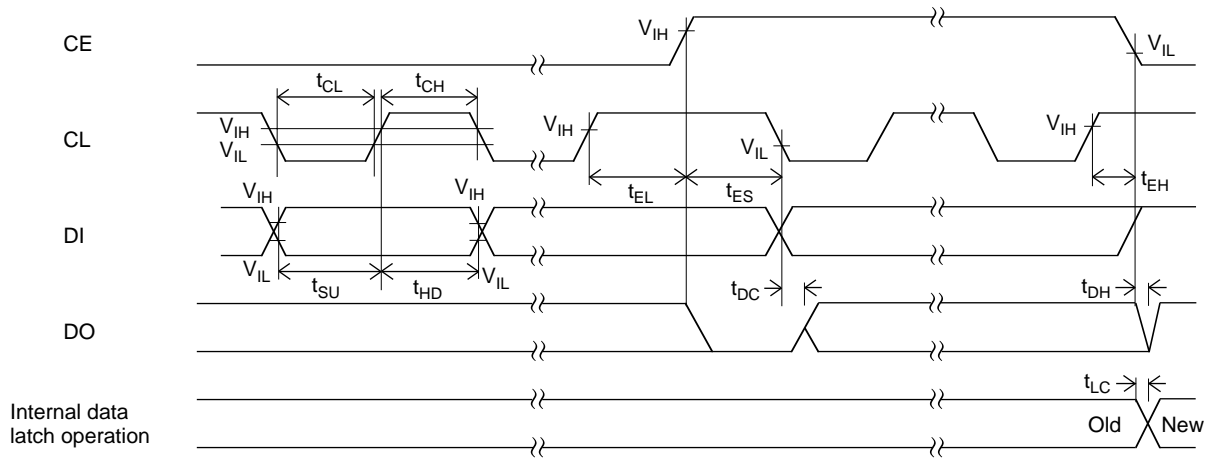 CE
V_IH
V_IL
t_CL
t_CH
CL
V_IH
V_IL
V_IH
V_IL
V_IH
t_EL
t_ES
t_EH
DI
V_IH
V_IH
V_IL
t_SU
t_HD
V_IL
t_DC
t_DH
DO
t_LC
Internal data
latch operation
Old
New